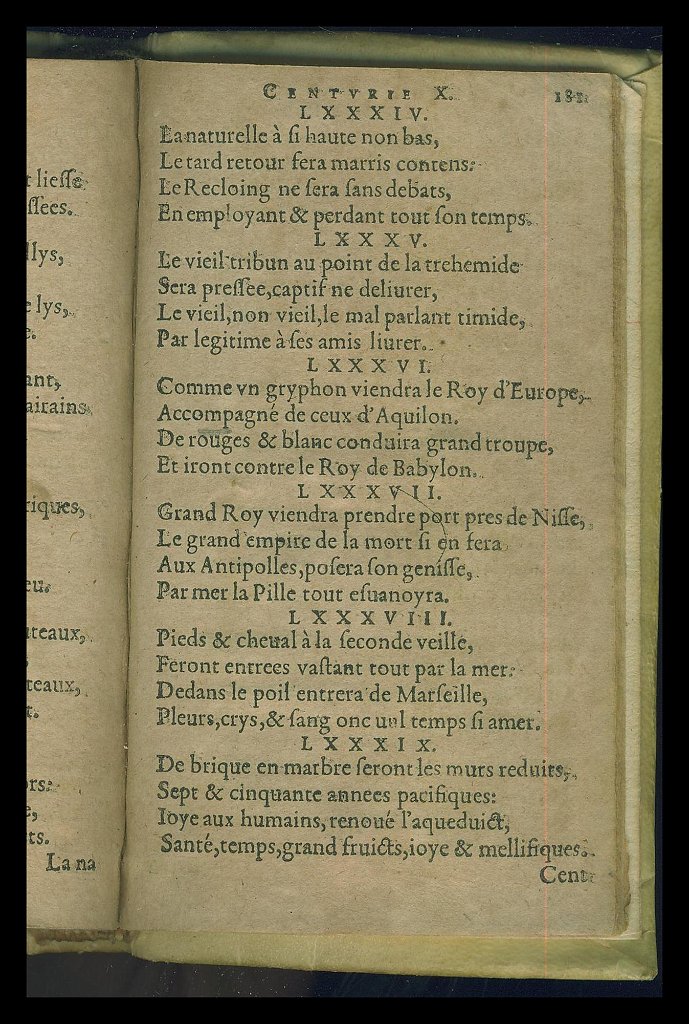 t liesse
ssees.
llys,
e lys,
e.
ant,
airains
riques,
eu.
uteaux,
teaux,
t.
ors:
e,
ts.
La na
CENTVRIE X. 181.
LXXXIV.
La naturelle à ſi haute non bas,
Le tard retour fera marris contens:
Le Recloing ne ſera ſans debats,
En employant & perdant tout ſon temps.
LXXXV.
Le vieil tribun au point de la trehemide
Sera preſſee, captif ne deliurer,
Le vieil, non vieil, le mal parlant timide,
Par legitime à ſes amis liurer.
LXXXVI.
Comme vn gryphon viendra le Roy d'Europe,
Accompagné de ceux d'Aquilon.
De rouges & blanc conduira grand troupe,
Et iront contre le Roy de Babylon.
LXXXVII.
Grand Roy viendra prendre port pres de Niſſe,
Le grand empire de la mort ſi en fera
Aux Antipolles, poſera ſon geniſſe,
Par mer la Pille tout eſuanoyra.
LXXXVIII.
Pieds & cheual à la ſeconde veille,
Feront entrees vaſtant tout par la mer:
Dedans le poil entrera de Marſeille,
Pleurs, crys, & ſang onc nul temps ſi amer.
LXXXIX.
De brique en marbre ſeront les murs reduits,
Sept & cinquante annees pacifiques:
Ioye aux humains, renoué l'aqueduict,
Santé, temps, grand fruicts, ioye & mellifiques.
Cent.